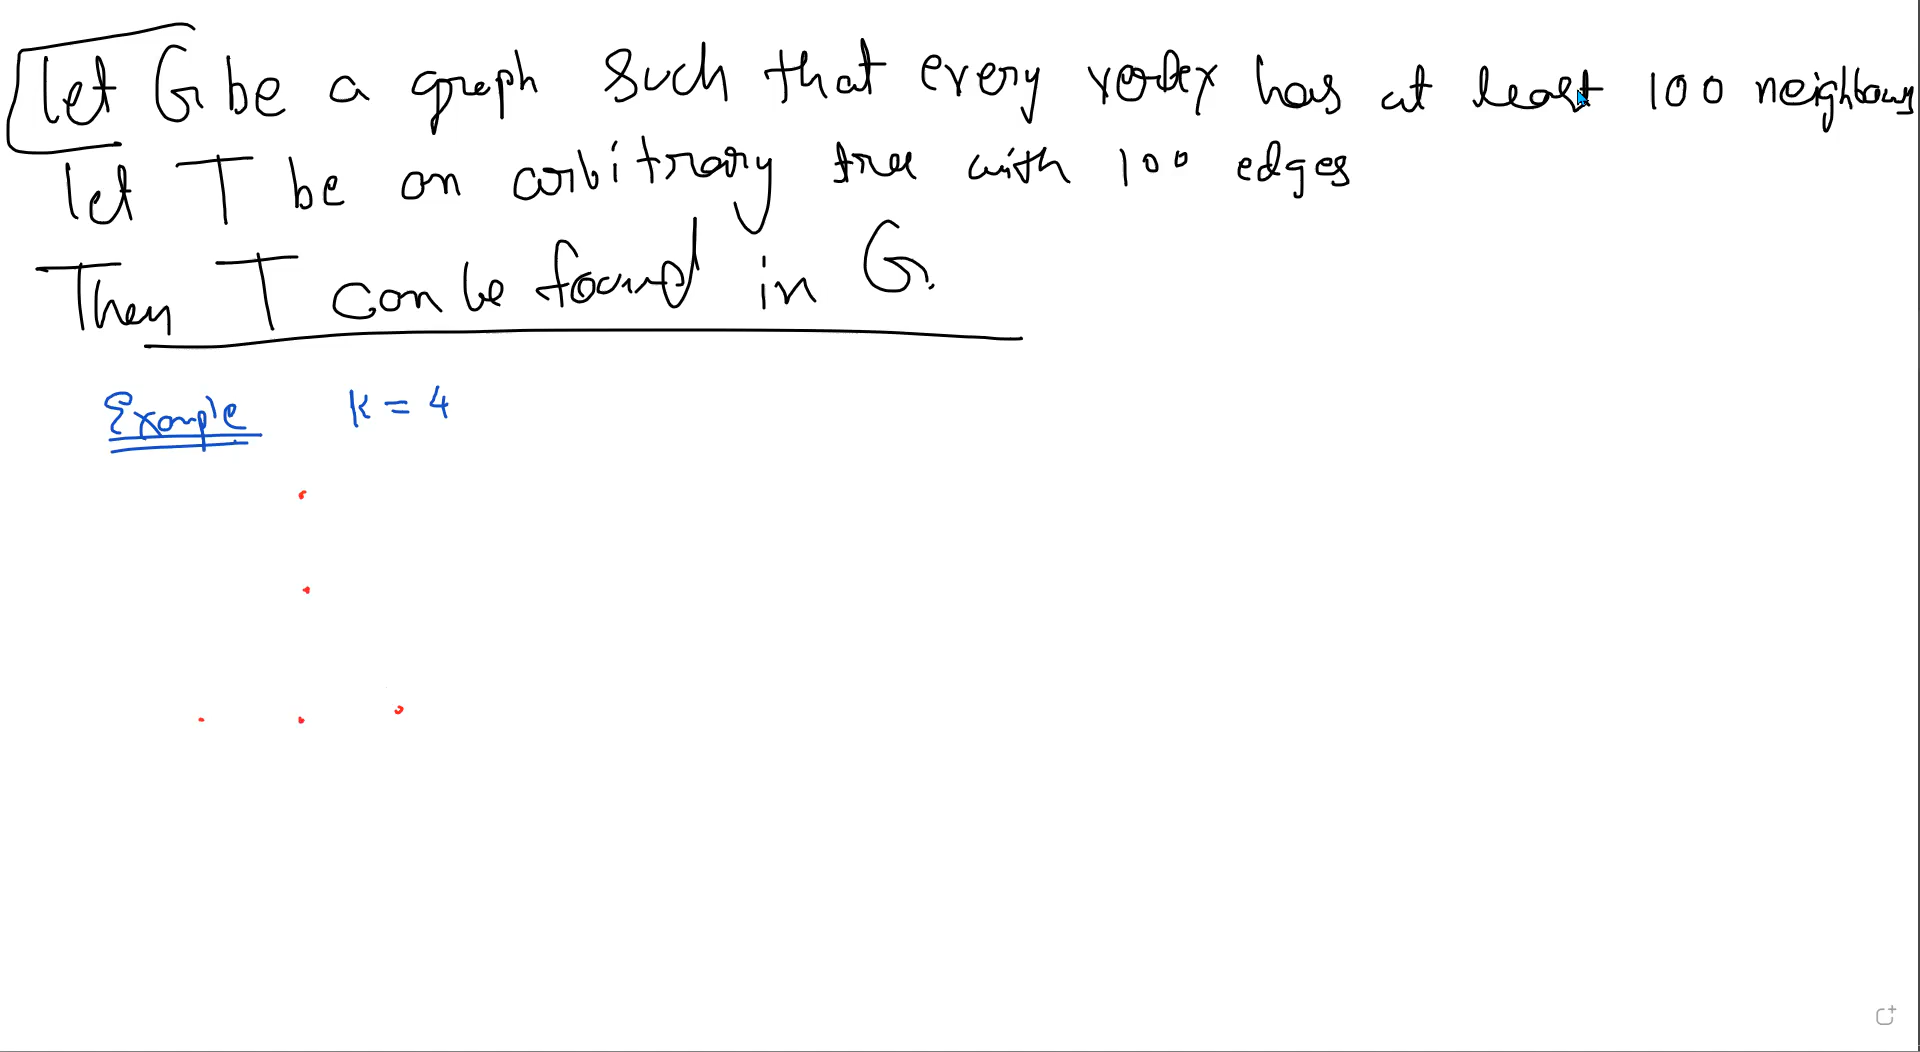 Let G be a graph such that every vertex has at least 100 neighbours
Let T be an arbitrary tree with 100 edges
Then T can be found in G.
Example k = 4